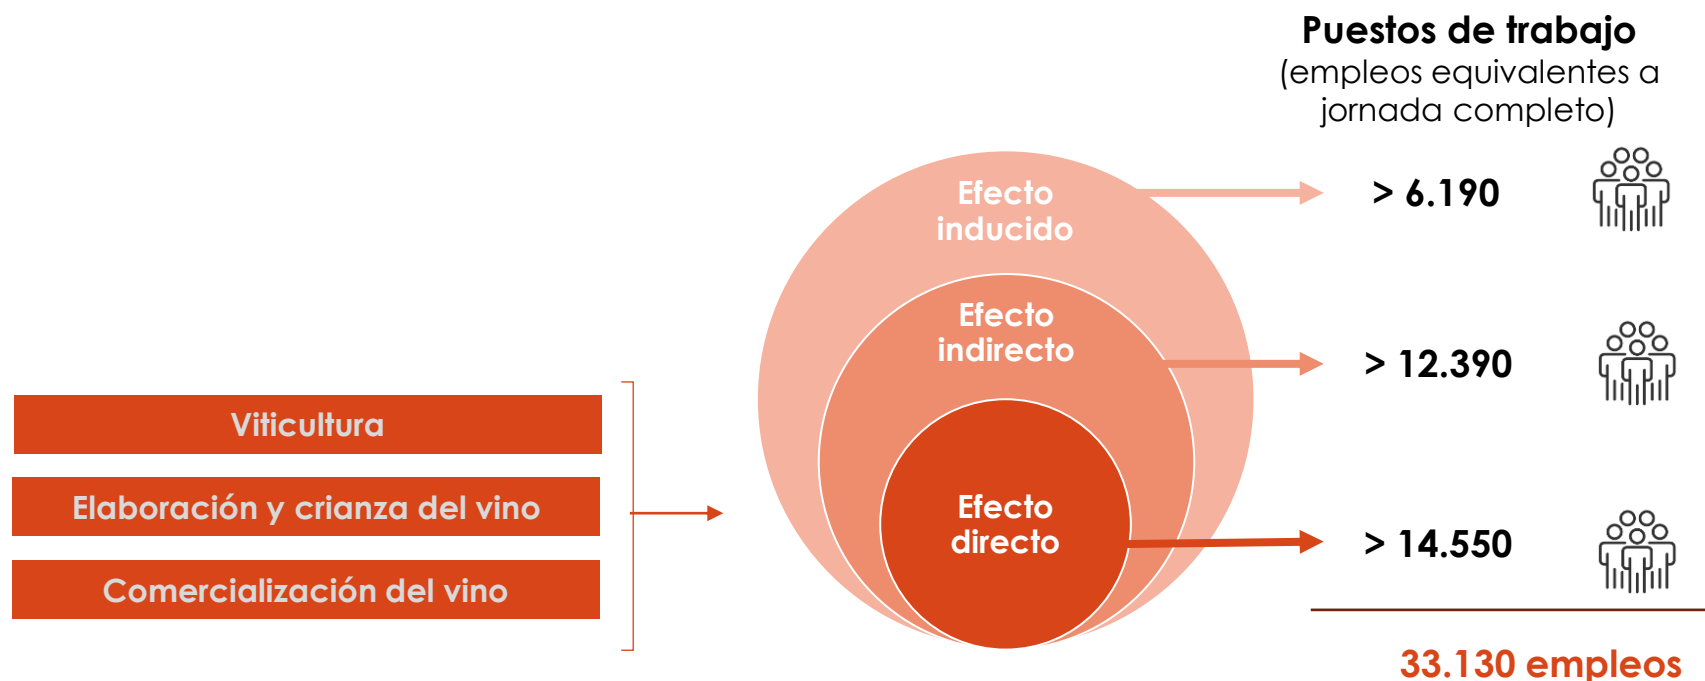 Puestos de trabajo
(empleos equivalentes a
jornada completo)
Efecto
inducido
> 6.190
Efecto
indirecto
> 12.390
Viticultura
Elaboración y crianza del vino
Comercialización del vino
Efecto
directo
> 14.550
33.130 empleos